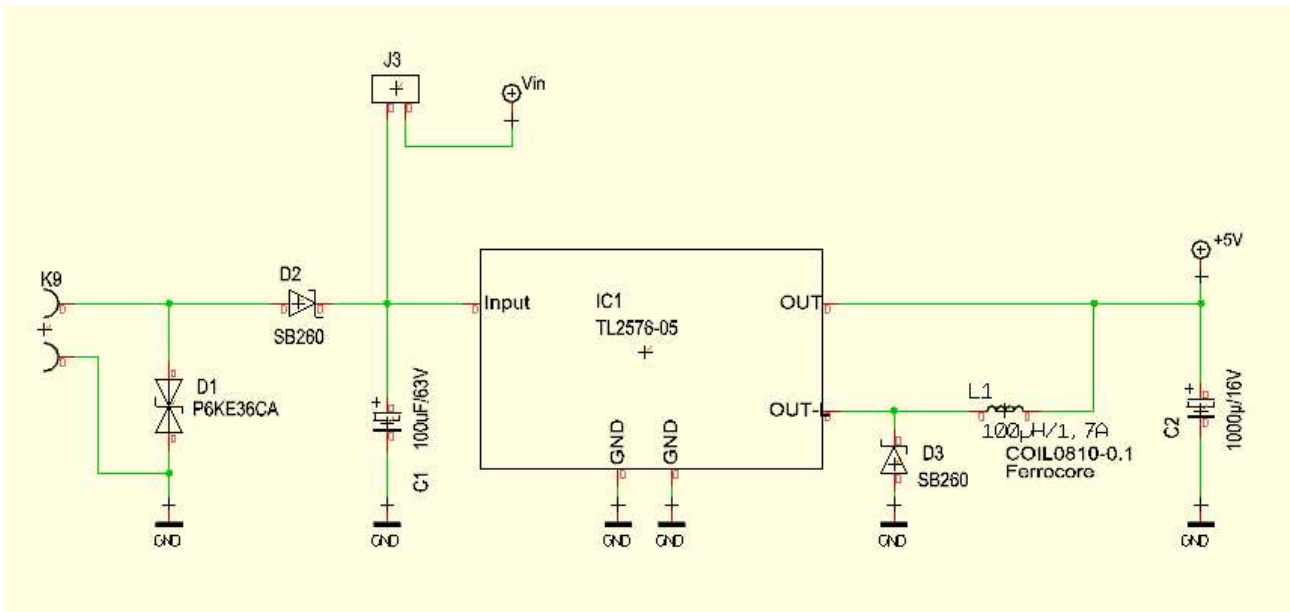 J3
Vin
K9
D2
SB260
D1
P6KE36CA
100uF/63V
C1
Input
IC1
TL2576-05
OUT
OUT-L
GND
GND
+5V
L1
100µH/1,7A
COIL0810-0.1
Ferrocore
D3
SB260
C2
1000µ/16V
GND
GND
GND
GND
GND
GND